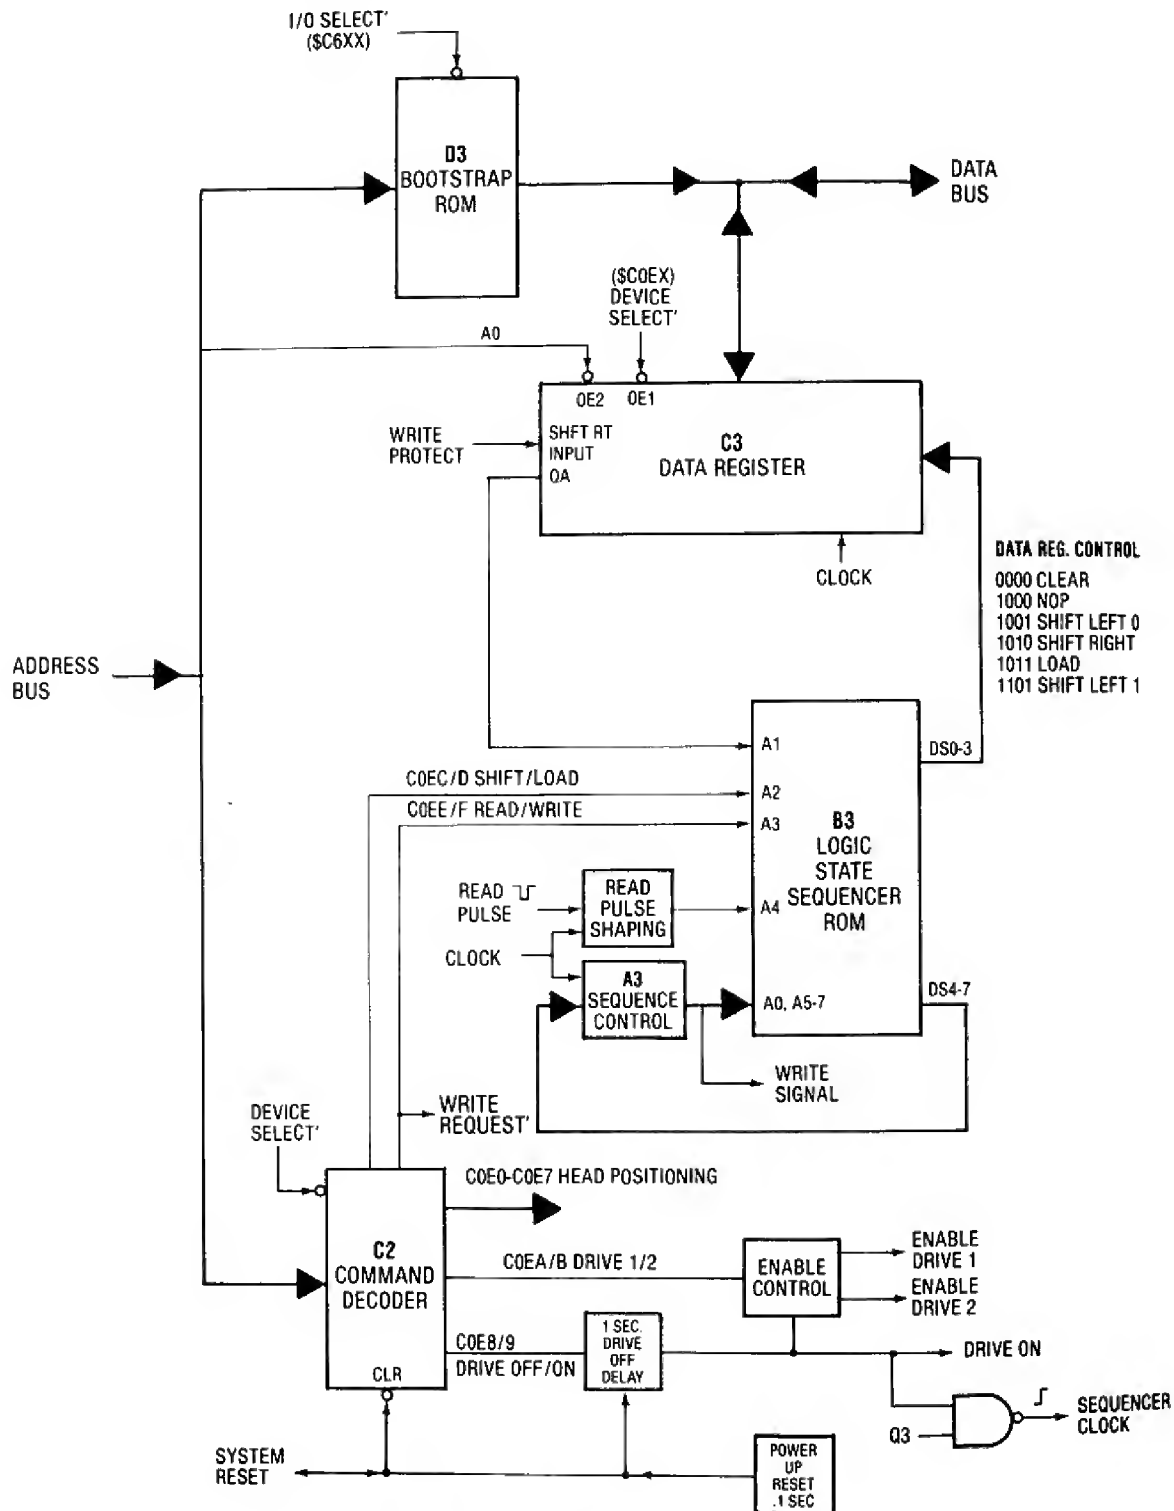 I/O SELECT'
($C6XX)
D3
BOOTSTRAP
ROM
DATA
BUS
($C0EX)
DEVICE
SELECT'
A0
OE2
OE1
WRITE
PROTECT
SHFT RT
INPUT
QA
C3
DATA REGISTER
CLOCK
DATA REG. CONTROL
0000 CLEAR
1000 NOP
1001 SHIFT LEFT 0
1010 SHIFT RIGHT
1011 LOAD
1101 SHIFT LEFT 1
ADDRESS
BUS
A1
DS0-3
C0EC/D SHIFT/LOAD
A2
C0EE/F READ/WRITE
A3
B3
LOGIC
STATE
SEQUENCER
ROM
READ
PULSE
READ
PULSE
SHAPING
A4
CLOCK
A3
SEQUENCE
CONTROL
A0, A5-7
DS4-7
WRITE
SIGNAL
WRITE
REQUEST'
DEVICE
SELECT'
C0E0-C0E7 HEAD POSITIONING
C2
COMMAND
DECODER
CLR
C0EA/B DRIVE 1/2
ENABLE
CONTROL
ENABLE
DRIVE 1
ENABLE
DRIVE 2
C0E8/9
DRIVE OFF/ON
1 SEC.
DRIVE
OFF
DELAY
DRIVE ON
Q3
SEQUENCER
CLOCK
SYSTEM
RESET
POWER
UP
RESET
.1 SEC